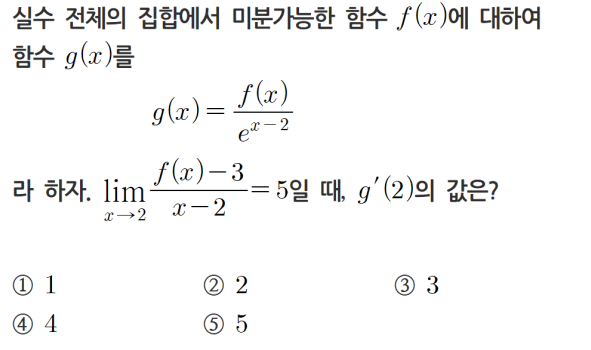 실수 전체의 집합에서 미분가능한 함수 f(x)에 대하여
함수 g(x)를
g(x) = \frac{f(x)}{e^{x-2}}
라 하자. \lim_{x→2} \frac{f(x)-3}{x-2} = 5일 때, g′(2)의 값은?
① 1 ② 2 ③ 3
④ 4 ⑤ 5